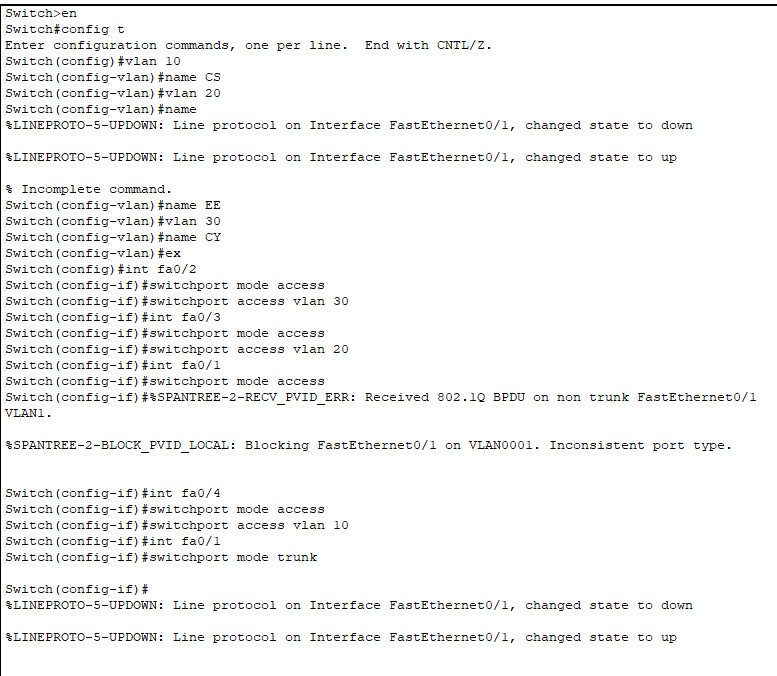 Switch>en
Switch#config t
Enter configuration commands, one per line.  End with CNTL/Z.
Switch(config)#vlan 10
Switch(config-vlan)#name CS
Switch(config-vlan)#vlan 20
Switch(config-vlan)#name
%LINEPROTO-5-UPDOWN: Line protocol on Interface FastEthernet0/1, changed state to down
%LINEPROTO-5-UPDOWN: Line protocol on Interface FastEthernet0/1, changed state to up
% Incomplete command.
Switch(config-vlan)#name EE
Switch(config-vlan)#vlan 30
Switch(config-vlan)#name CY
Switch(config-vlan)#ex
Switch(config)#int fa0/2
Switch(config-if)#switchport mode access
Switch(config-if)#switchport access vlan 30
Switch(config-if)#int fa0/3
Switch(config-if)#switchport mode access
Switch(config-if)#switchport access vlan 20
Switch(config-if)#int fa0/1
Switch(config-if)#switchport mode access
Switch(config-if)#%SPANTREE-2-RECV_PVID_ERR: Received 802.1Q BPDU on non trunk FastEthernet0/1
VLAN1.
%SPANTREE-2-BLOCK_PVID_LOCAL: Blocking FastEthernet0/1 on VLAN0001. Inconsistent port type.
Switch(config-if)#int fa0/4
Switch(config-if)#switchport mode access
Switch(config-if)#switchport access vlan 10
Switch(config-if)#int fa0/1
Switch(config-if)#switchport mode trunk
Switch(config-if)#
%LINEPROTO-5-UPDOWN: Line protocol on Interface FastEthernet0/1, changed state to down
%LINEPROTO-5-UPDOWN: Line protocol on Interface FastEthernet0/1, changed state to up